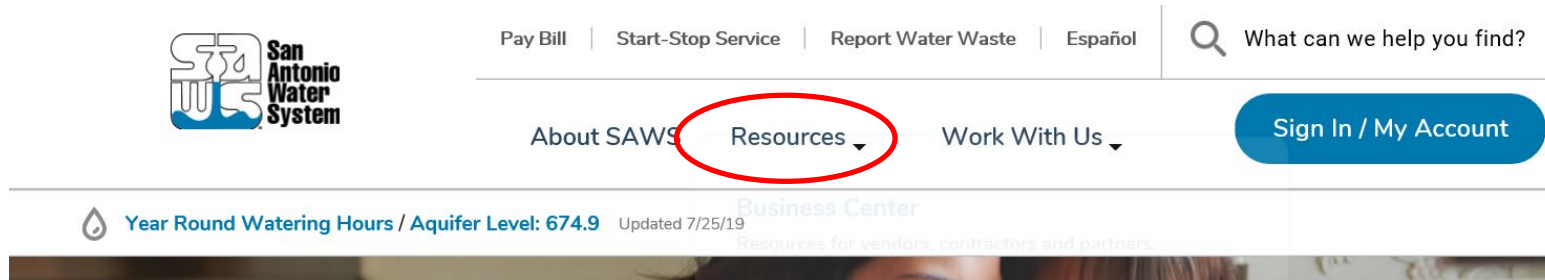 San
Antonio
Water
System
Pay Bill | Start-Stop Service | Report Water Waste | Español
What can we help you find?
About SAWS Resources Work With Us
Sign In / My Account
Year Round Watering Hours / Aquifer Level: 674.9 Updated 7/25/19
Business Center
Resources for vendors, contractors and partners.